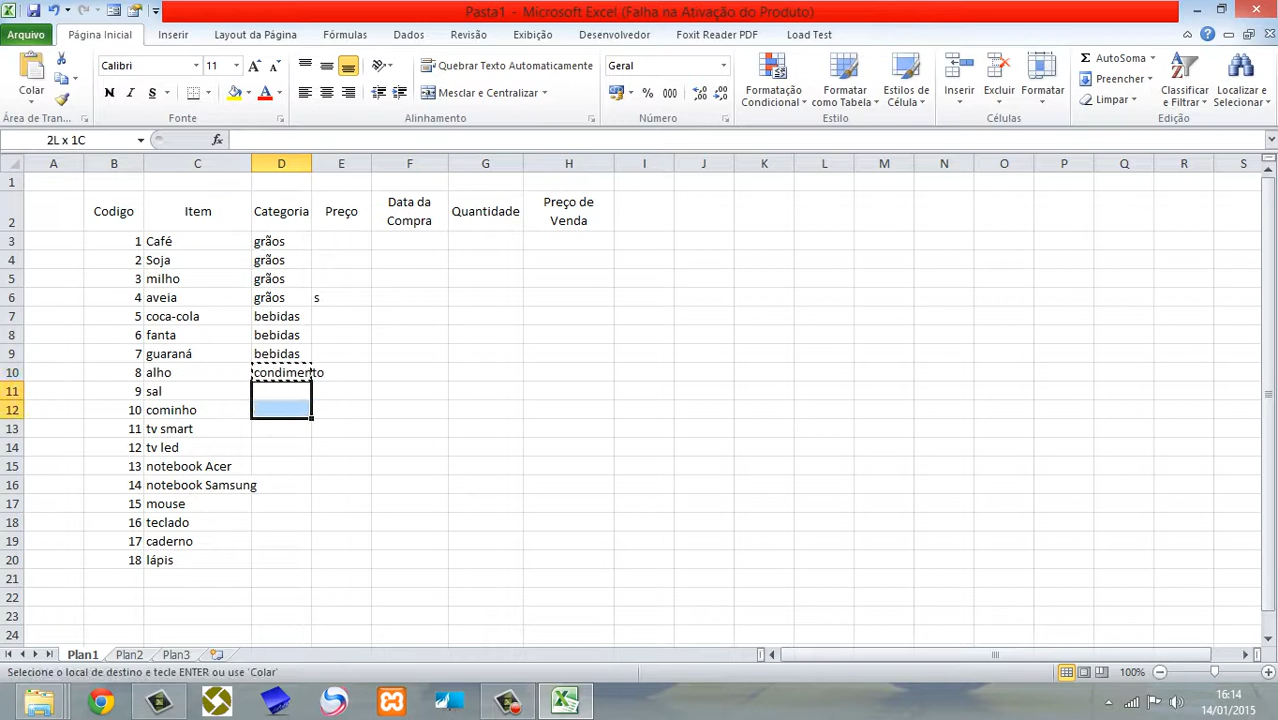 Pasta1 - Microsoft Excel (Falha na Ativação do Produto)
Arquivo Página Inicial Inserir Layout da Página Fórmulas Dados Revisão Exibição Desenvolvedor Foxit Reader PDF Load Test
Colar
Calibri 11
N I S
Quebrar Texto Automaticamente
Mesclar e Centralizar
Geral
% 000
Formatação Condicional
Formatar como Tabela
Estilos de Célula
Inserir
Excluir
Formatar
AutoSoma
Preencher
Limpar
Classificar e Filtrar
Localizar e Selecionar
Área de Tran... Fonte Alinhamento Número Estilo Células Edição
2L x 1C fx
A B C D E F G H I J K L M N O P Q R S
1
2 Codigo Item Categoria Preço Data da Compra Quantidade Preço de Venda
3 1 Café grãos
4 2 Soja grãos
5 3 milho grãos
6 4 aveia grãos s
7 5 coca-cola bebidas
8 6 fanta bebidas
9 7 guaraná bebidas
10 8 alho condimento
11 9 sal
12 10 cominho
13 11 tv smart
14 12 tv led
15 13 notebook Acer
16 14 notebook Samsung
17 15 mouse
18 16 teclado
19 17 caderno
20 18 lápis
21
22
23
24
Plan1 Plan2 Plan3
Selecione o local de destino e tecle ENTER ou use 'Colar' 100%
16:14
14/01/2015